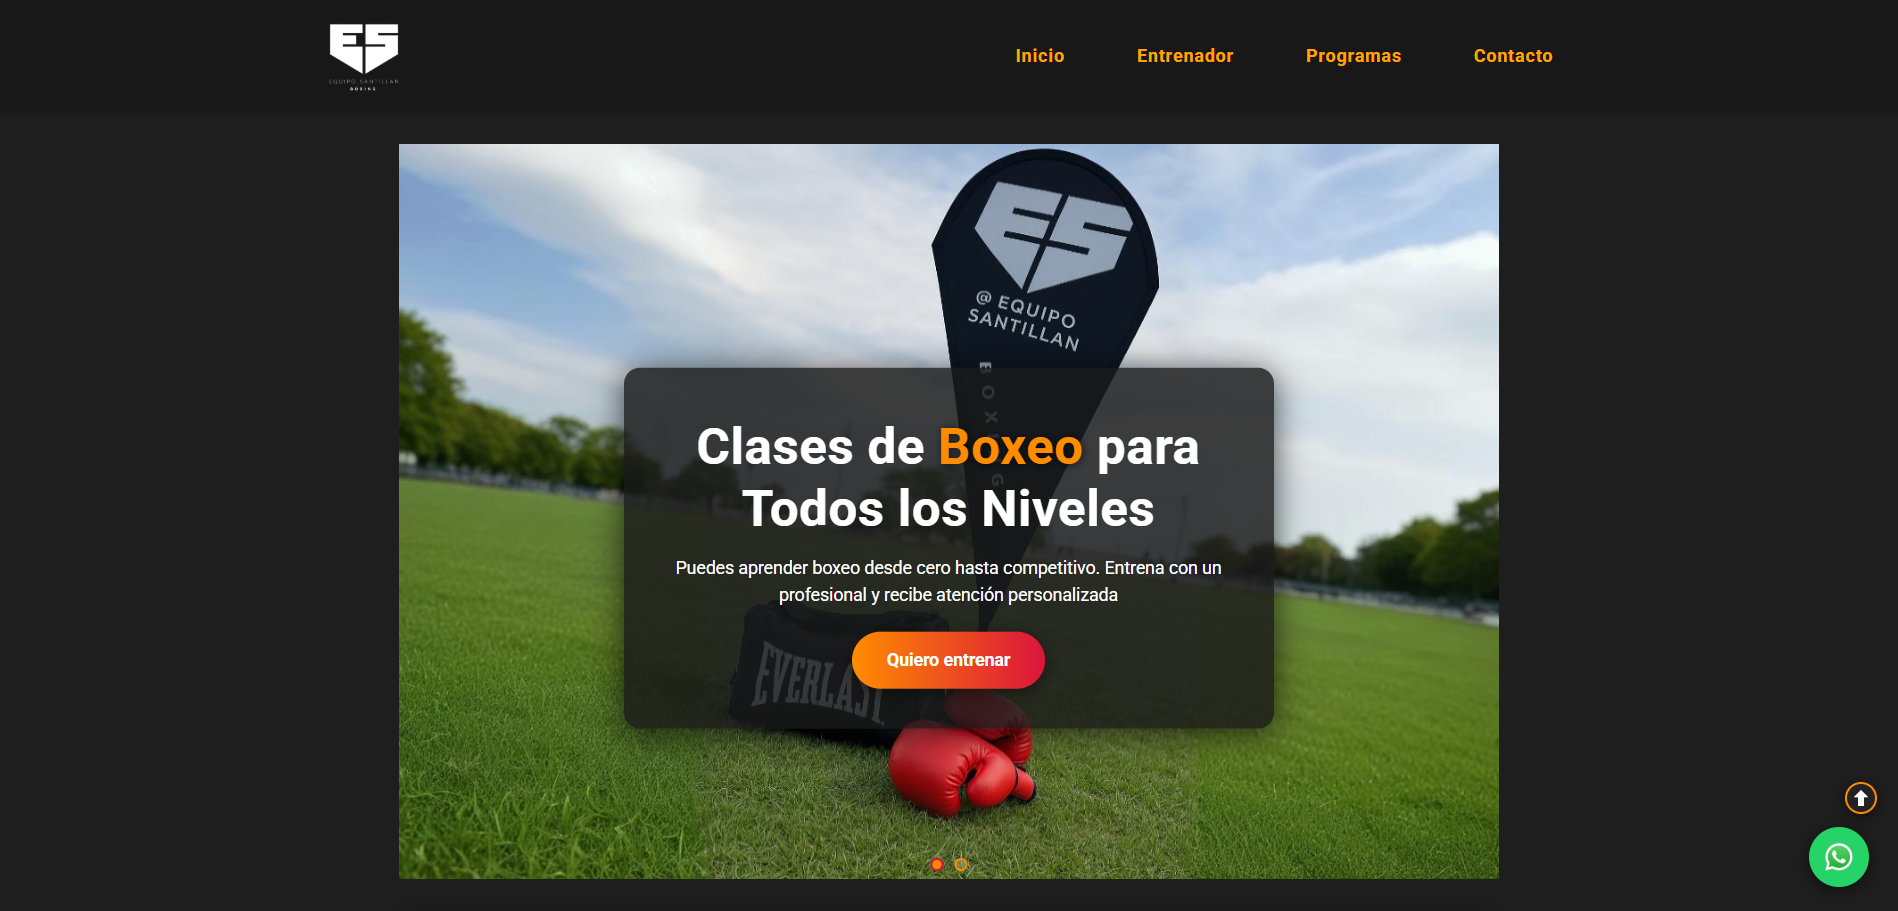 ES
EQUIPO SANTILLAN
BOXING
Inicio
Entrenador
Programas
Contacto
ES
@ EQUIPO
SANTILLAN
BOXING
Clases de Boxeo para
Todos los Niveles
Puedes aprender boxeo desde cero hasta competitivo. Entrena con un
profesional y recibe atención personalizada
Quiero entrenar
EVERLAST